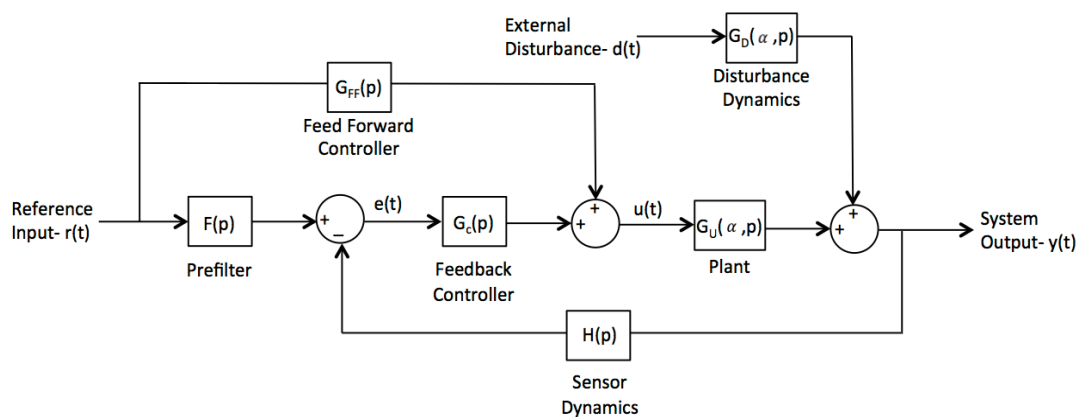 External
Disturbance- d(t)
G_D(α,p)
Disturbance
Dynamics
G_FF(p)
Feed Forward
Controller
Reference
Input- r(t)
F(p)
Prefilter
+
−
e(t)
G_c(p)
Feedback
Controller
+
+
u(t)
G_U(α,p)
Plant
+
+
System
Output- y(t)
H(p)
Sensor
Dynamics